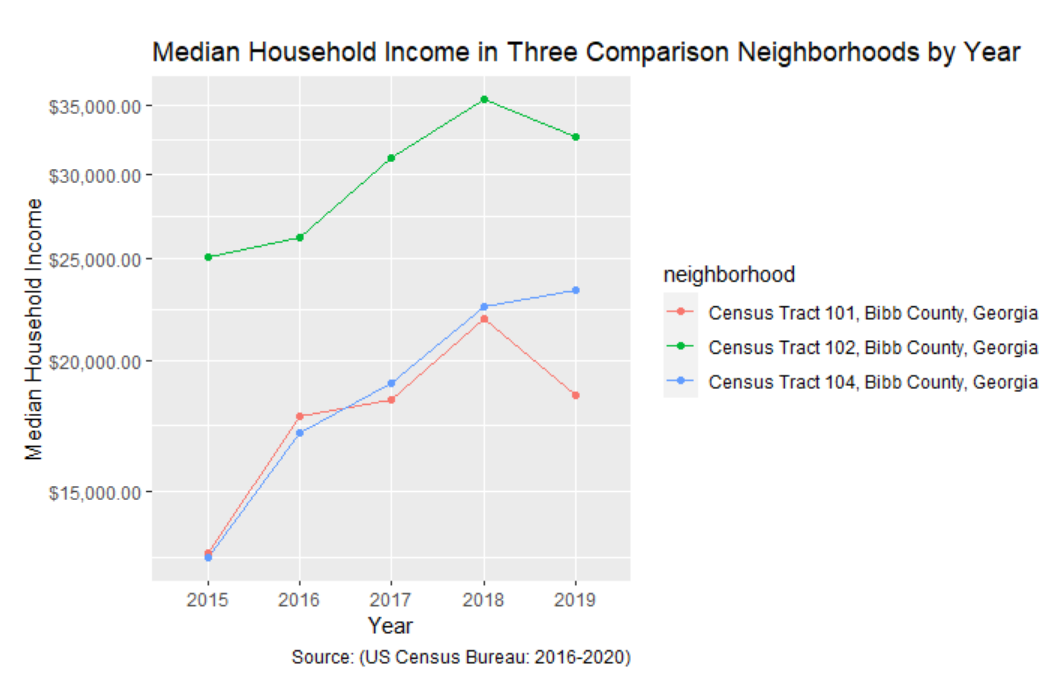 Median Household Income in Three Comparison Neighborhoods by Year
$35,000.00
$30,000.00
$25,000.00
$20,000.00
$15,000.00
Median Household Income
2015 2016 2017 2018 2019
Year
neighborhood
Census Tract 101, Bibb County, Georgia
Census Tract 102, Bibb County, Georgia
Census Tract 104, Bibb County, Georgia
Source: (US Census Bureau: 2016-2020)